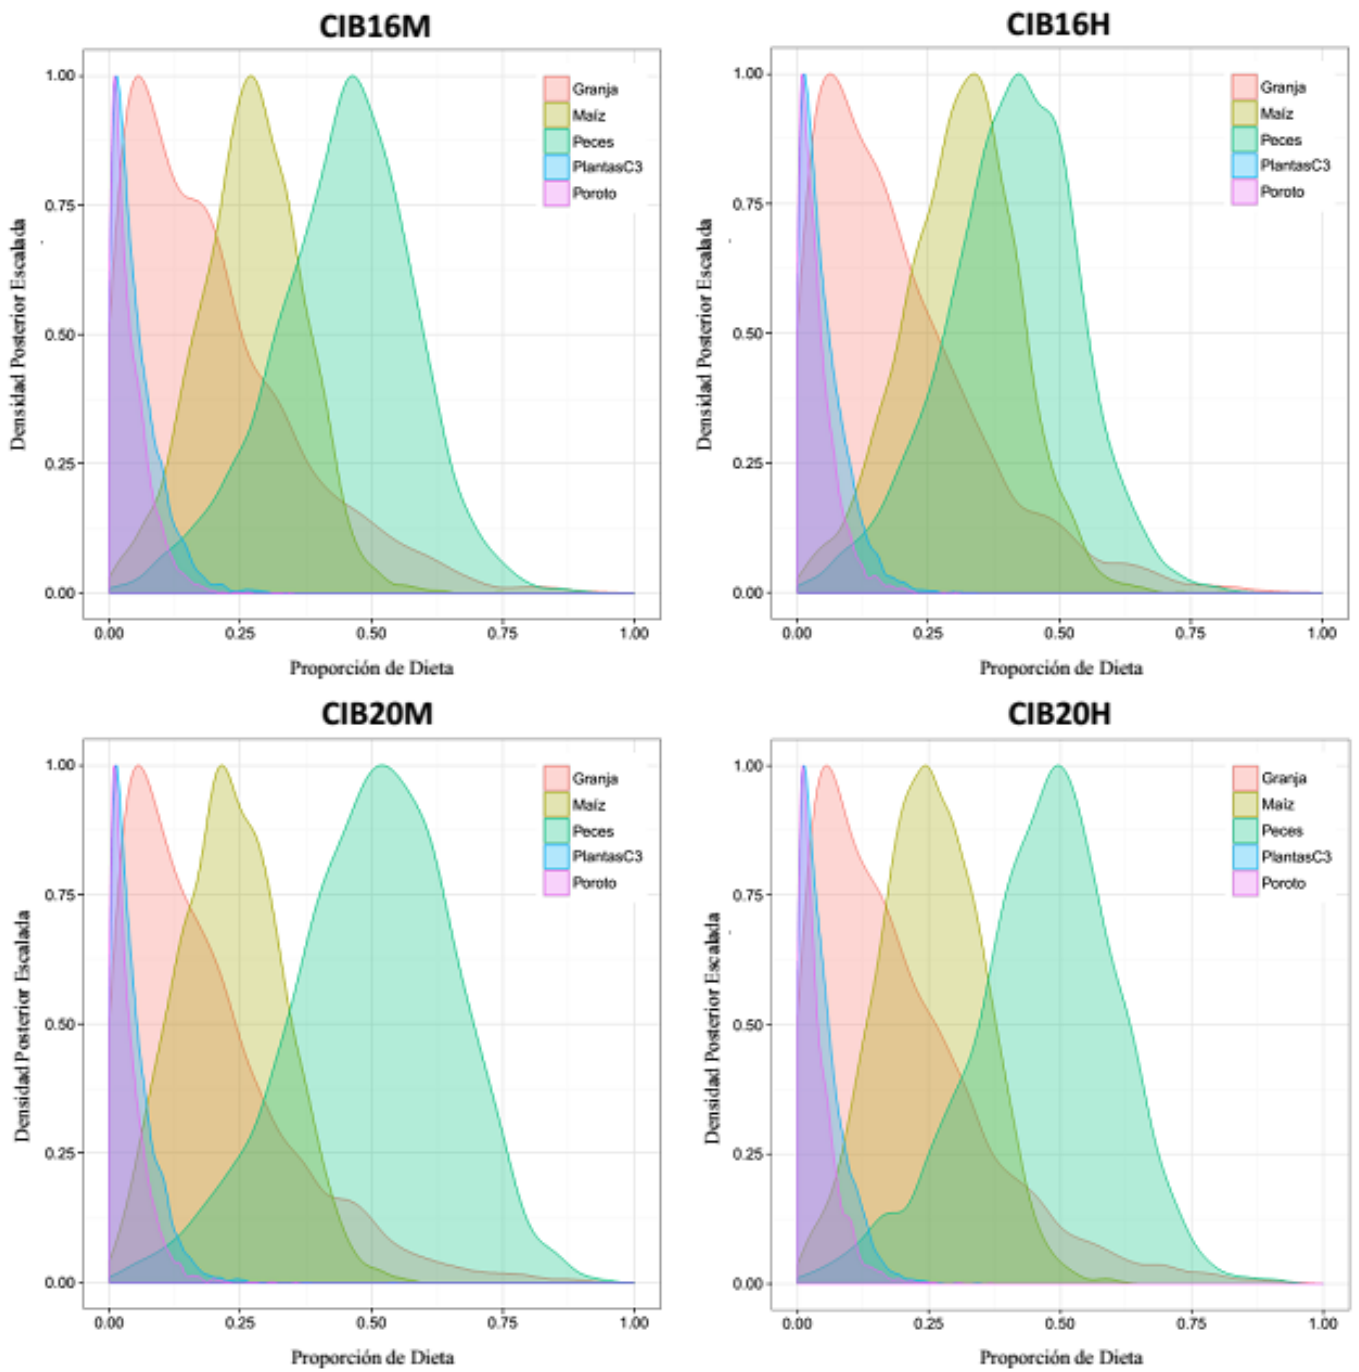 CIB16M
1.00
0.75
0.50
0.25
0.00
Densidad Posterior Escalada
Granja
Maíz
Peces
PlantasC3
Poroto
0.00 0.25 0.50 0.75 1.00
Proporción de Dieta
CIB16H
1.00
0.75
0.50
0.25
0.00
Densidad Posterior Escalada
Granja
Maíz
Peces
PlantasC3
Poroto
0.00 0.25 0.50 0.75 1.00
Proporción de Dieta
CIB20M
1.00
0.75
0.50
0.25
0.00
Densidad Posterior Escalada
Granja
Maíz
Peces
PlantasC3
Poroto
0.00 0.25 0.50 0.75 1.00
Proporción de Dieta
CIB20H
1.00
0.75
0.50
0.25
0.00
Densidad Posterior Escalada
Granja
Maíz
Peces
PlantasC3
Poroto
0.00 0.25 0.50 0.75 1.00
Proporción de Dieta